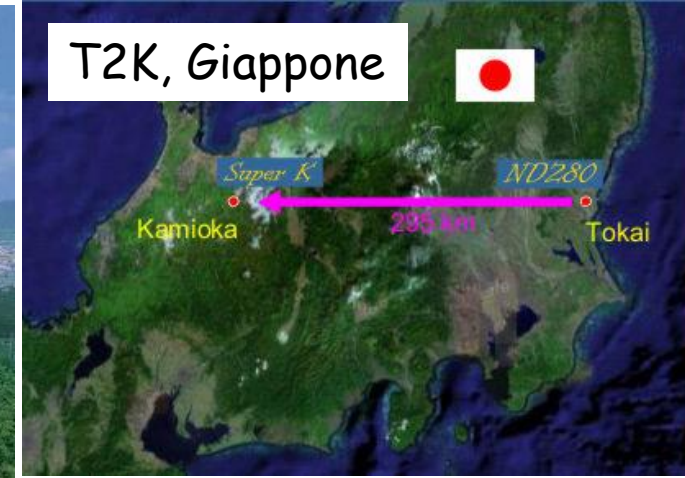 T2K, Giappone
Super K
ND280
295 km
Kamioka
Tokai